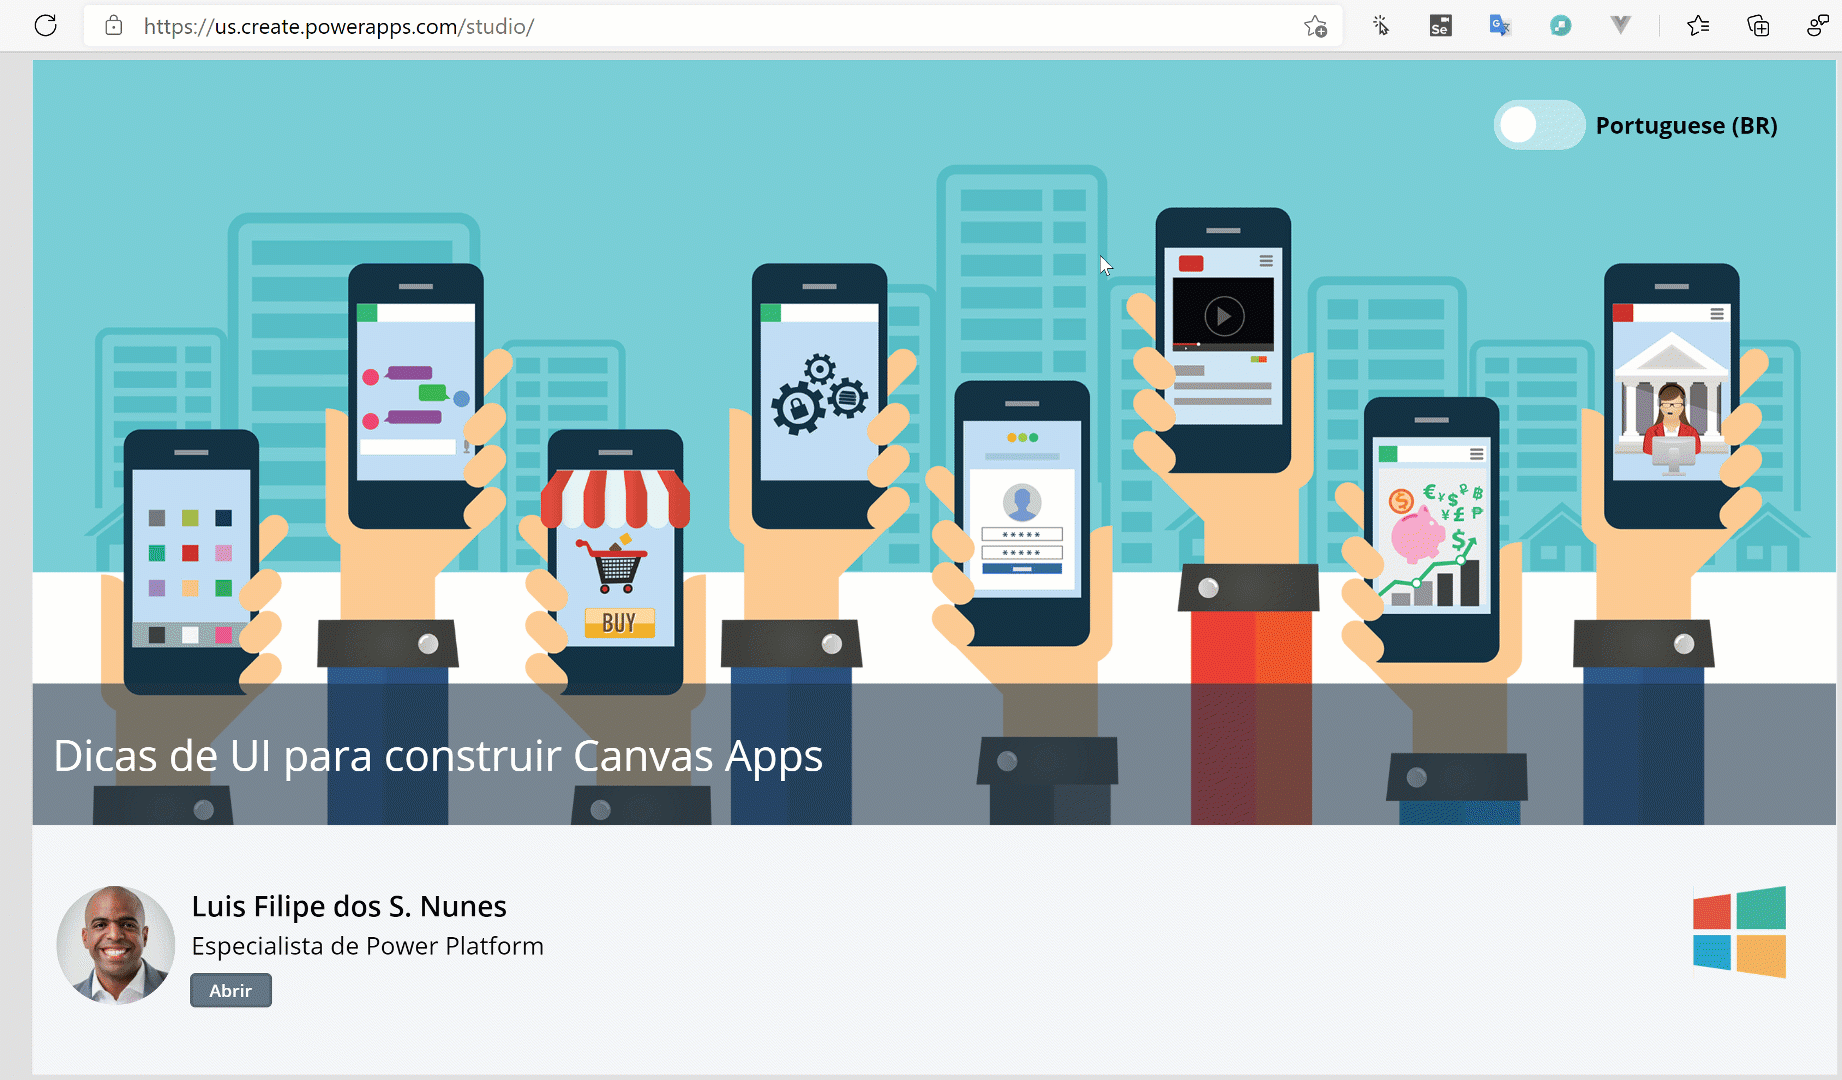 https://us.create.powerapps.com/studio/
Se
G
Portuguese (BR)
BUY
*****
*****
$
€ ¥ $ ₽ ฿
¥ £ ₱
$
Dicas de UI para construir Canvas Apps
Luis Filipe dos S. Nunes
Especialista de Power Platform
Abrir